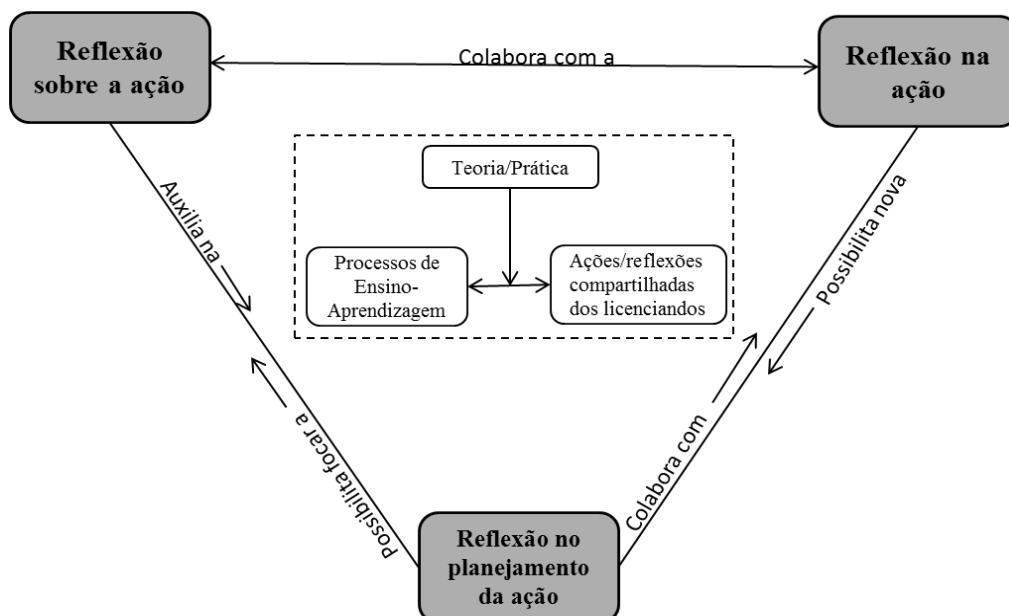 Reflexão
sobre a ação
Colabora com a
Reflexão na
ação
Teoria/Prática
Auxilia na
Possibilita nova
Processos de
Ensino-
Aprendizagem
Ações/reflexões
compartilhadas
dos licenciandos
Possibilita focar a
Colabora com
Reflexão no
planejamento
da ação